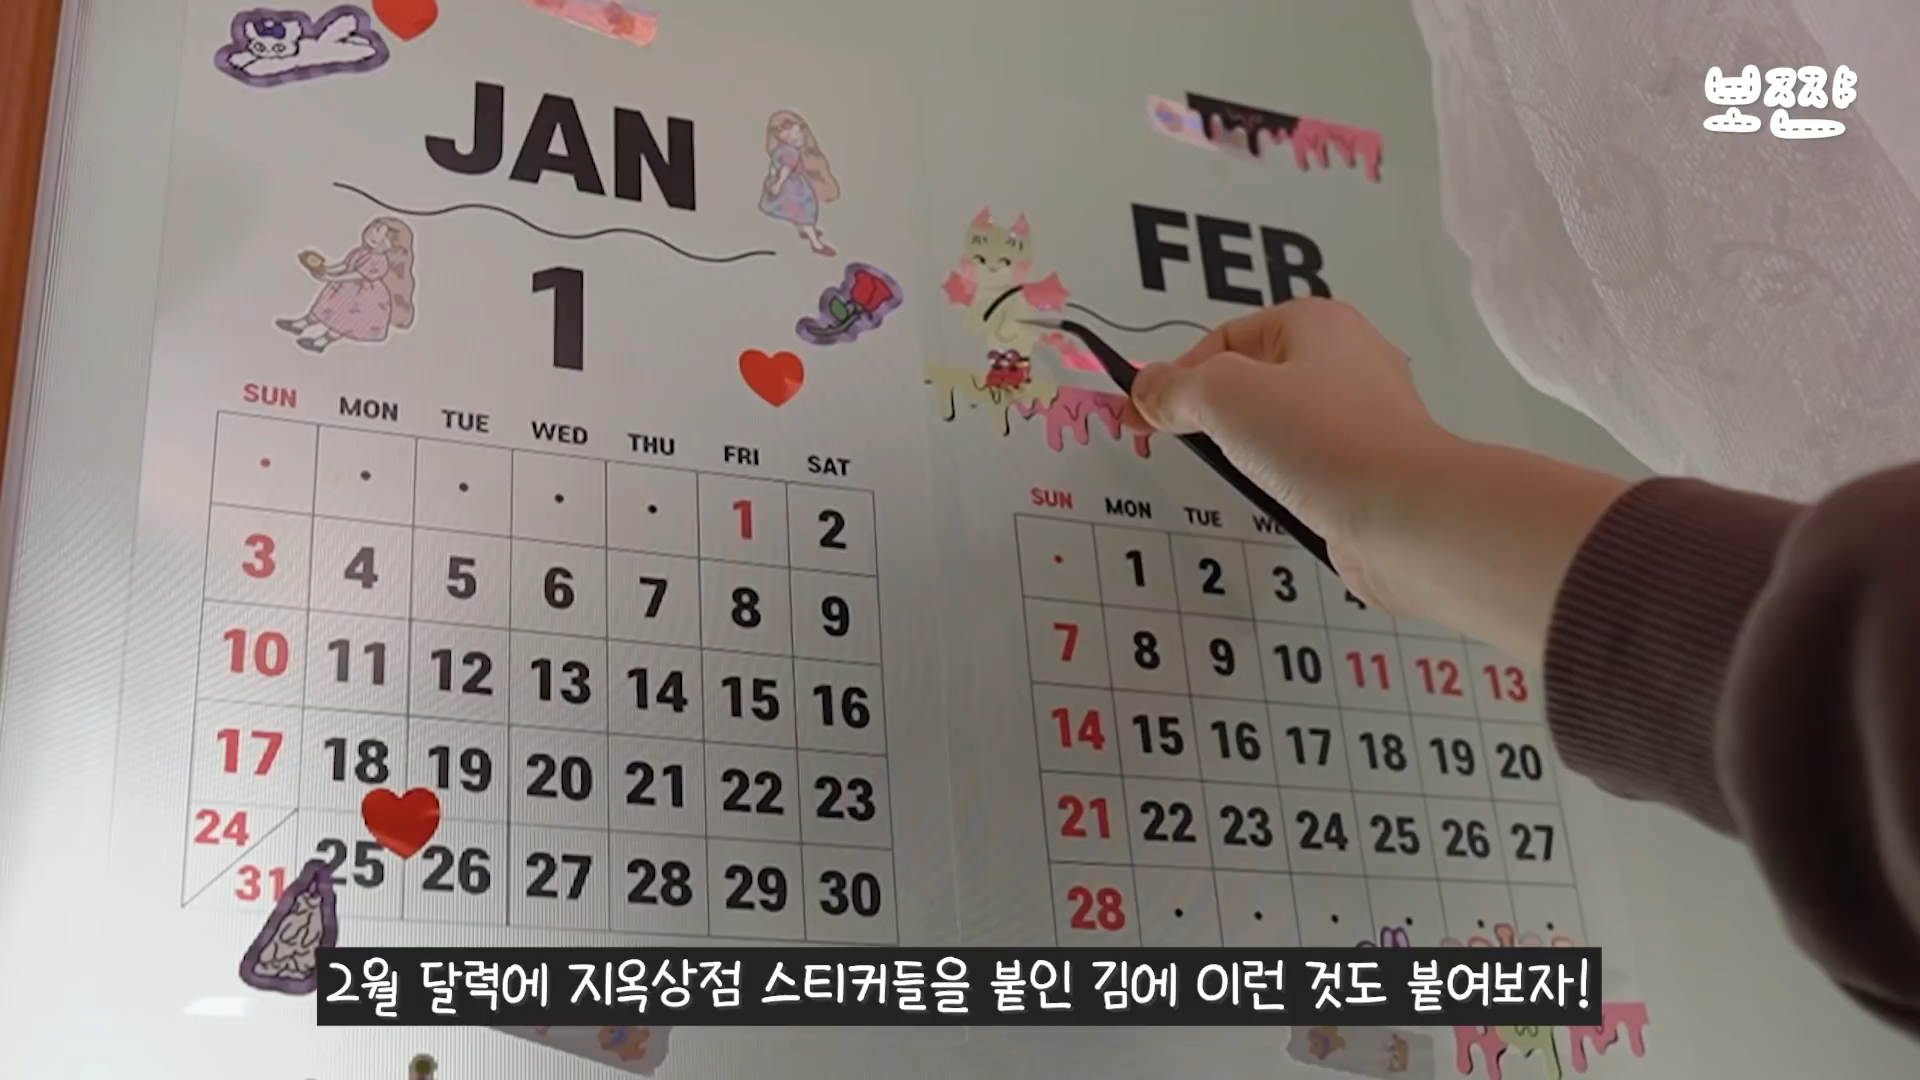 보쨘
JAN
1
SUN MON TUE WED THU FRI SAT
1 2
3 4 5 6 7 8 9
10 11 12 13 14 15 16
17 18 19 20 21 22 23
24 31 25 26 27 28 29 30
FEB
SUN MON TUE
1 2 3 4
7 8 9 10 11 12 13
14 15 16 17 18 19 20
21 22 23 24 25 26 27
28
2월 달력에 지옥상점 스티커들을 붙인 김에 이런 것도 붙여보자!